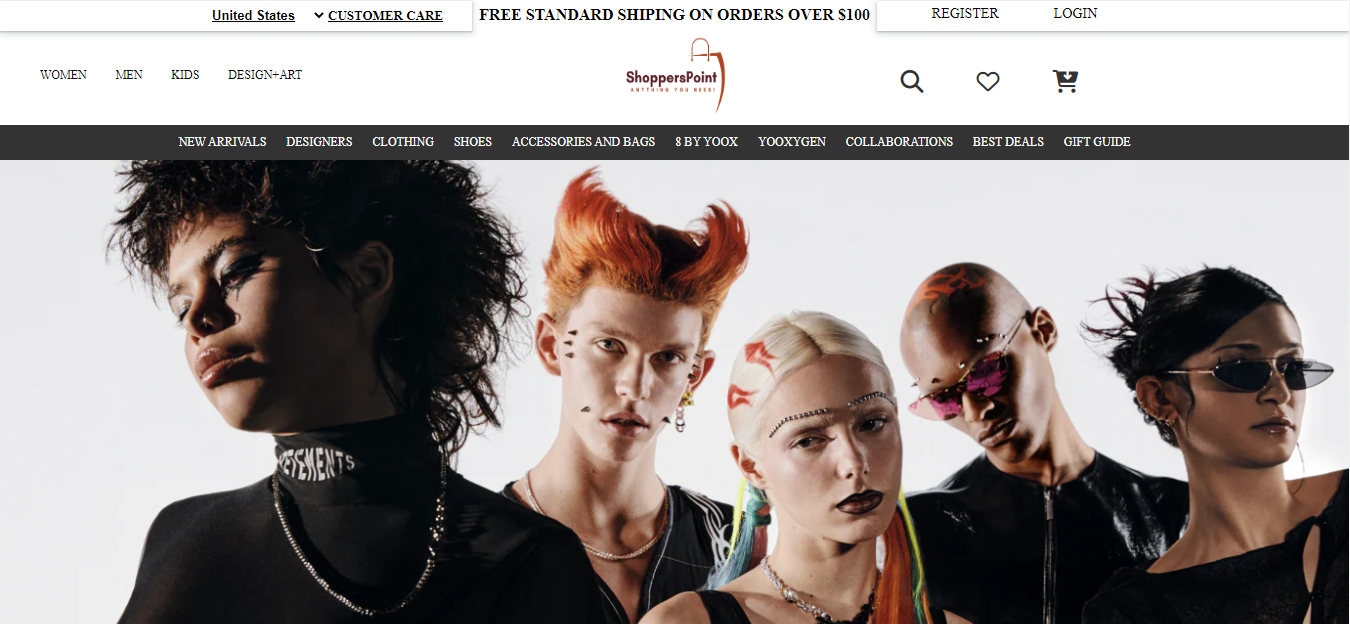 United States CUSTOMER CARE FREE STANDARD SHIPING ON ORDERS OVER $100 REGISTER LOGIN
WOMEN MEN KIDS DESIGN+ART
ShoppersPoint
ANYTHING YOU NEED!
NEW ARRIVALS DESIGNERS CLOTHING SHOES ACCESSORIES AND BAGS 8 BY YOOX YOOXYGEN COLLABORATIONS BEST DEALS GIFT GUIDE
VETEMENTS